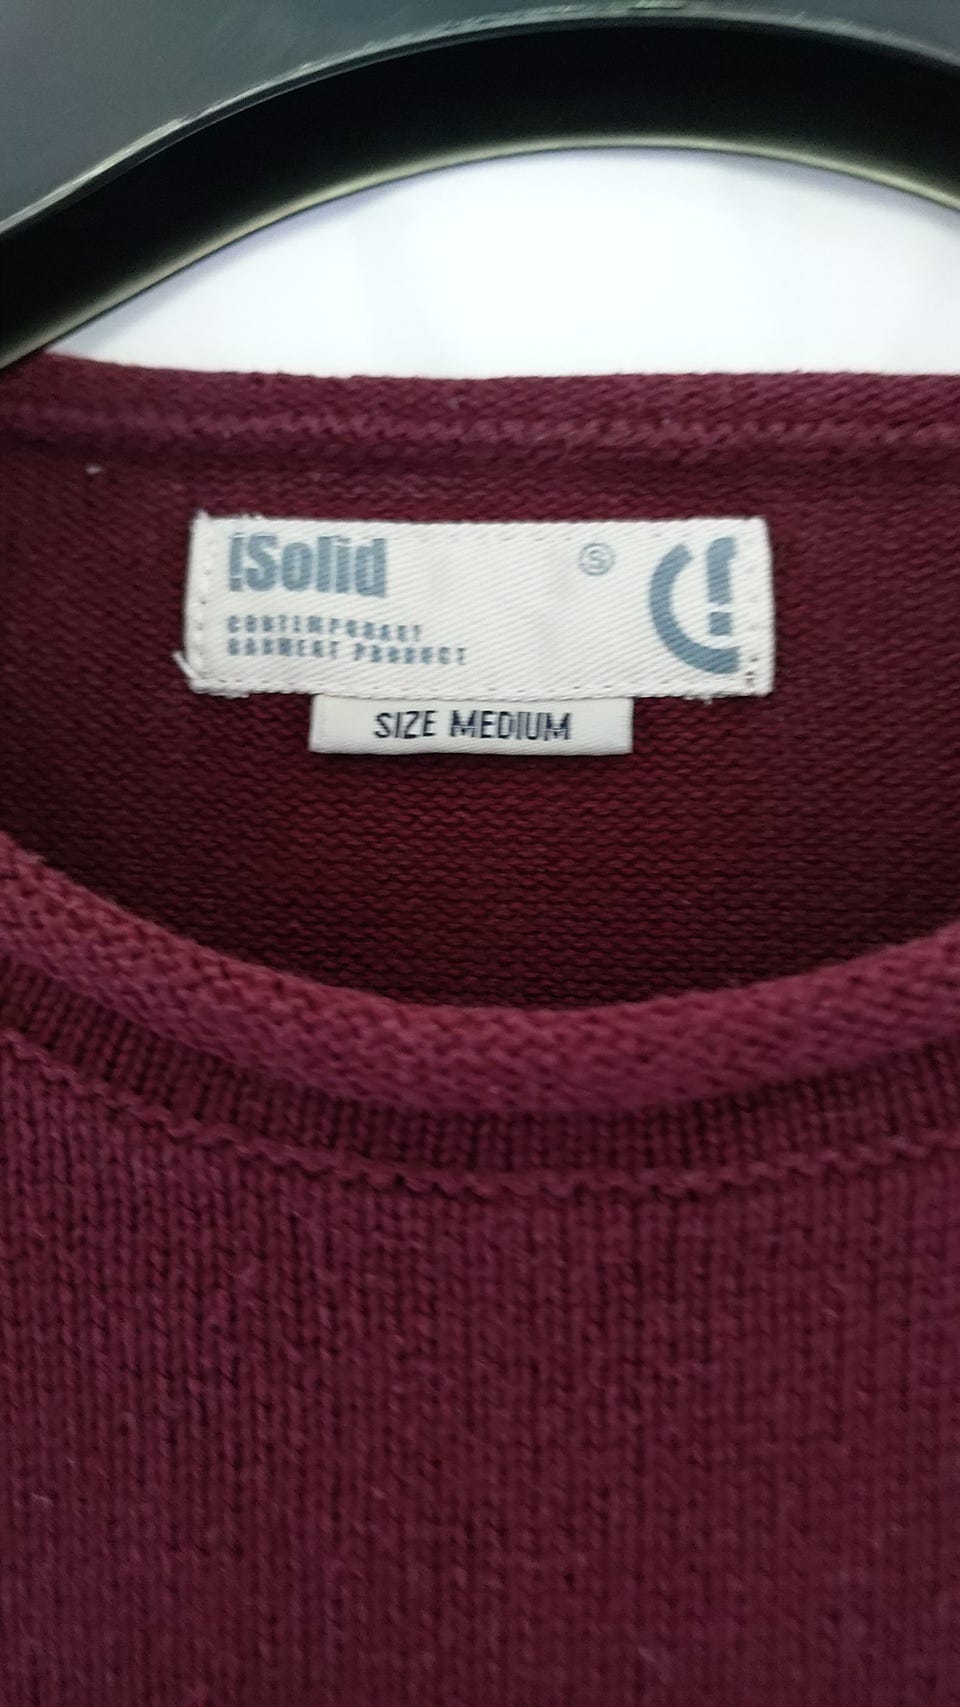 !Solid
S
CONTEMPORARY
GARMENT PRODUCT
SIZE MEDIUM